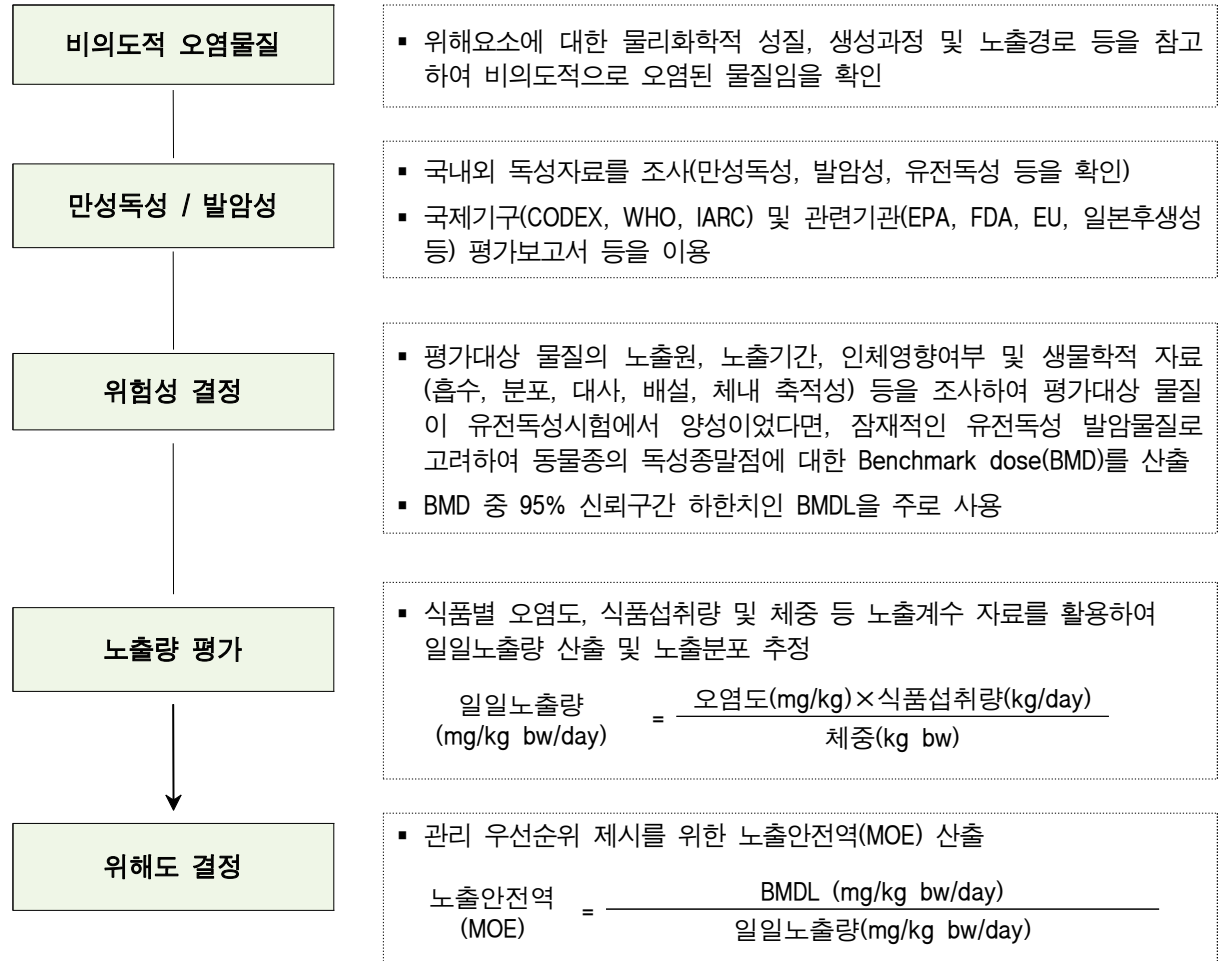 비의도적 오염물질
▪ 위해요소에 대한 물리화학적 성질, 생성과정 및 노출경로 등을 참고
하여 비의도적으로 오염된 물질임을 확인
만성독성 / 발암성
▪ 국내외 독성자료를 조사(만성독성, 발암성, 유전독성 등을 확인)
▪ 국제기구(CODEX, WHO, IARC) 및 관련기관(EPA, FDA, EU, 일본후생성
등) 평가보고서 등을 이용
위험성 결정
▪ 평가대상 물질의 노출원, 노출기간, 인체영향여부 및 생물학적 자료
(흡수, 분포, 대사, 배설, 체내 축적성) 등을 조사하여 평가대상 물질
이 유전독성시험에서 양성이었다면, 잠재적인 유전독성 발암물질로
고려하여 동물종의 독성종말점에 대한 Benchmark dose(BMD)를 산출
▪ BMD 중 95% 신뢰구간 하한치인 BMDL을 주로 사용
노출량 평가
▪ 식품별 오염도, 식품섭취량 및 체중 등 노출계수 자료를 활용하여
일일노출량 산출 및 노출분포 추정
일일노출량
(mg/kg bw/day)
=
오염도(mg/kg)×식품섭취량(kg/day)
체중(kg bw)
위해도 결정
▪ 관리 우선순위 제시를 위한 노출안전역(MOE) 산출
노출안전역
(MOE)
=
BMDL (mg/kg bw/day)
일일노출량(mg/kg bw/day)